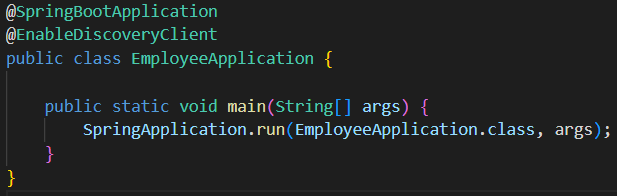 @SpringBootApplication
@EnableDiscoveryClient
public class EmployeeApplication {
    public static void main(String[] args) {
        SpringApplication.run(EmployeeApplication.class, args);
    }
}